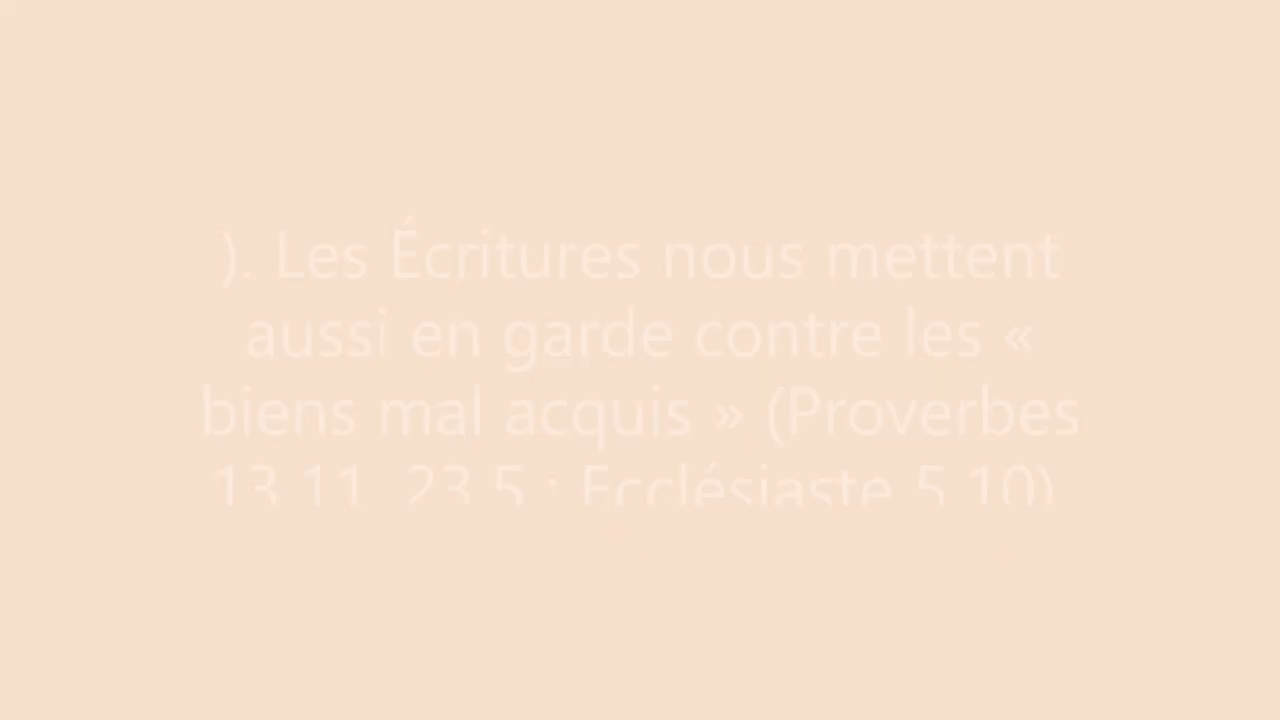 ). Les Écritures nous mettent
aussi en garde contre les «
biens mal acquis » (Proverbes
13.11, 23.5 ; Ecclésiaste 5.10)